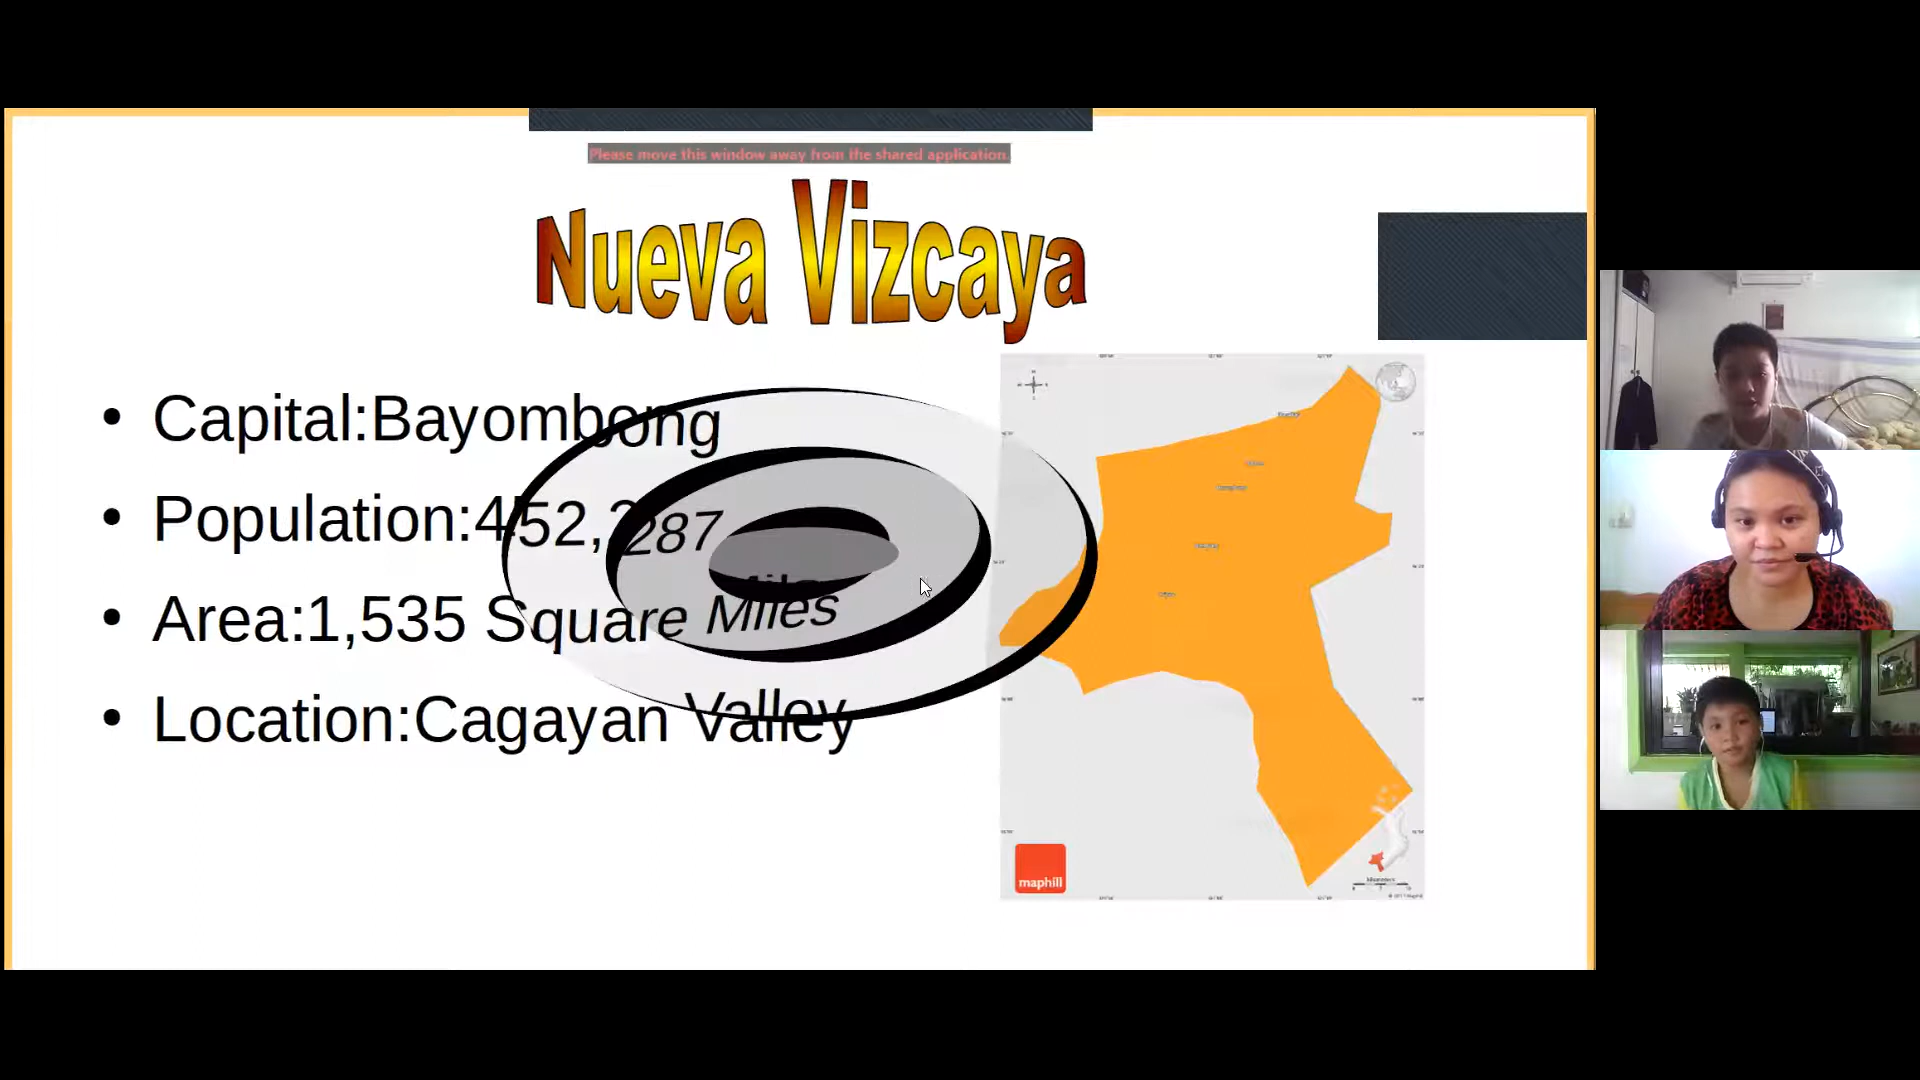 Please move this window away from the shared application.
Nueva Vizcaya
• Capital:Bayombong
• Population:452,287
• Area:1,535 Square Miles
• Location:Cagayan Valley
maphill